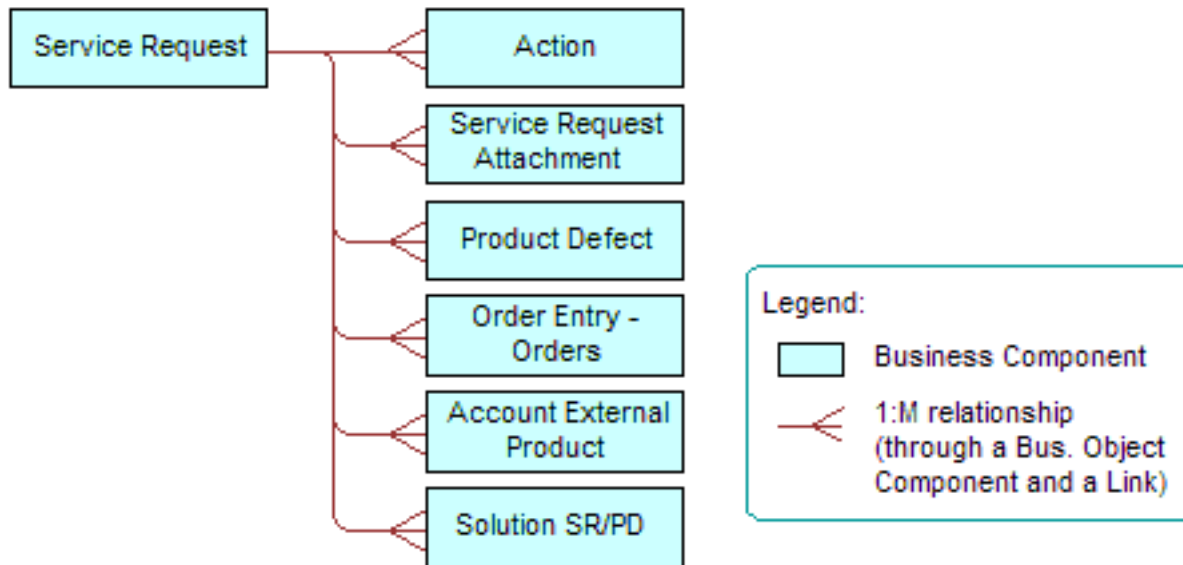 Service Request
Action
Service Request
Attachment
Product Defect
Order Entry -
Orders
Account External
Product
Solution SR/PD
Legend:
Business Component
1:M relationship
(through a Bus. Object
Component and a Link)